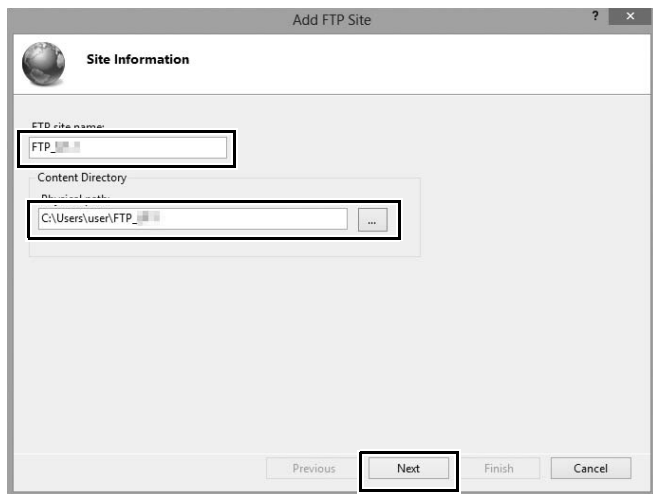 Add FTP Site
? ×
Site Information
FTP site name:
FTP_
Content Directory
Physical path:
C:\Users\user\FTP_
...
Previous
Next
Finish
Cancel